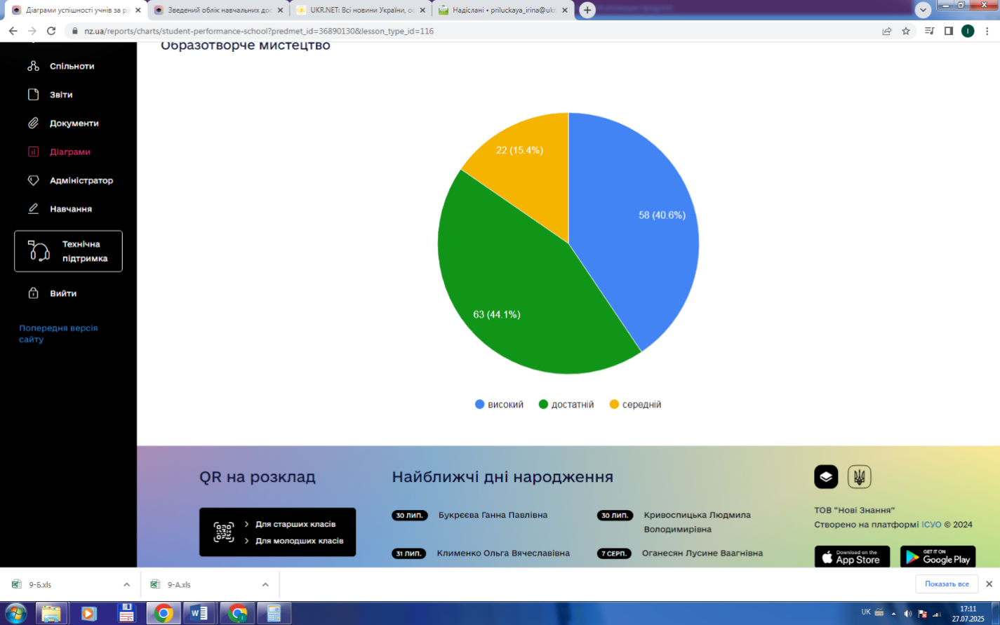 Діаграми успішності учнів за рі
Зведений облік навчальних дос
UKR.NET: Всі новини України, ос
Надіслані • priluckaya_irina@ukr.
nz.ua/reports/charts/student-performance-school?predmet_id=36890130&lesson_type_id=116
I
Образотворче мистецтво
Спільноти
Звіти
Документи
Діаграми
Адміністратор
Навчання
Технічна
підтримка
Вийти
Попередня версія
сайту
22 (15.4%)
58 (40.6%)
63 (44.1%)
високий
достатній
середній
QR на розклад
Для старших класів
Для молодших класів
Найближчі дні народження
30 ЛИП.
Букрєєва Ганна Павлівна
30 ЛИП.
Кривоспицька Людмила
Володимирівна
31 ЛИП.
Клименко Ольга Вячеславівна
7 СЕРП.
Оганесян Лусине Ваагнівна
ТОВ "Нові Знання"
Створено на платформі ІСУО © 2024
Download on the
App Store
GET IT ON
Google Play
9-Б.xls
9-А.xls
Показать все
UK
17:11
27.07.2025